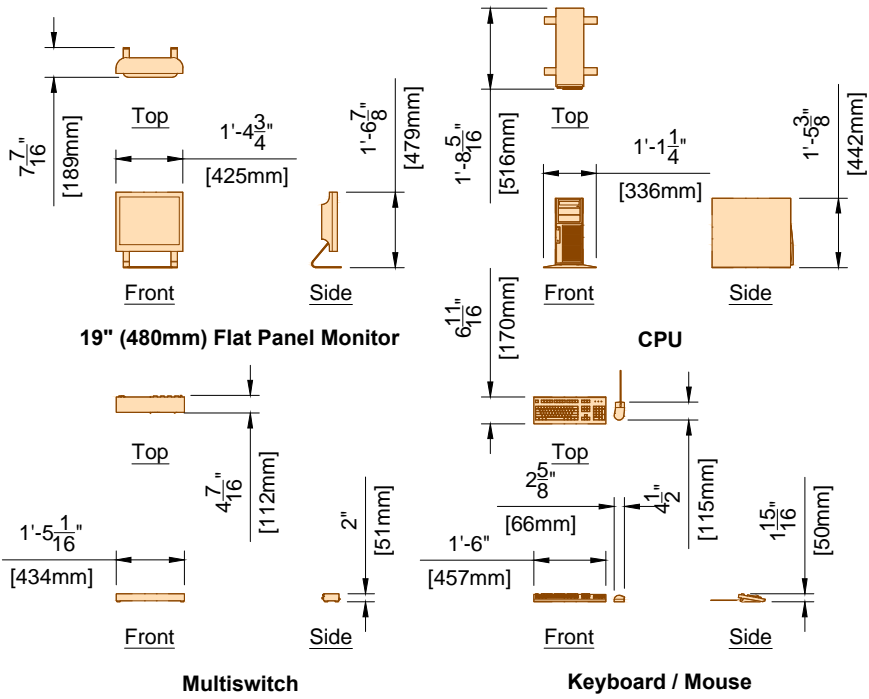 Top
7 7/16"
[189mm]
1'-4 3/4"
[425mm]
1'-6 7/8"
[479mm]
Front
Side
19" (480mm) Flat Panel Monitor
Top
1'-8 5/16"
[516mm]
1'-1 1/4"
[336mm]
1'-5 3/8"
[442mm]
Front
Side
CPU
Top
4 7/16"
[112mm]
1'-5 1/16"
[434mm]
2"
[51mm]
Front
Side
Multiswitch
6 11/16"
[170mm]
Top
2 5/8"
[66mm]
4 1/2"
[115mm]
1'-6"
[457mm]
1 15/16"
[50mm]
Front
Side
Keyboard / Mouse